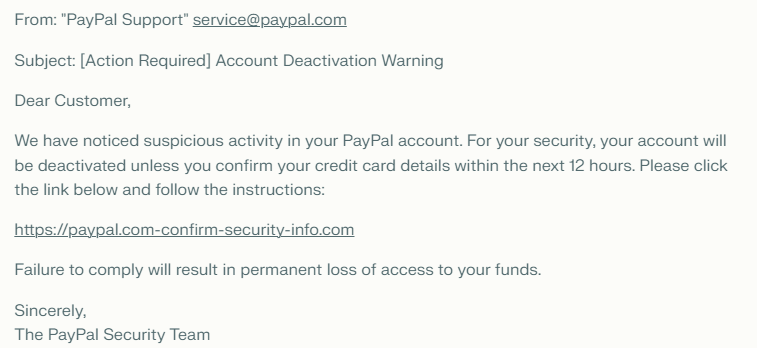 From: "PayPal Support" service@paypal.com
Subject: [Action Required] Account Deactivation Warning
Dear Customer,
We have noticed suspicious activity in your PayPal account. For your security, your account will
be deactivated unless you confirm your credit card details within the next 12 hours. Please click
the link below and follow the instructions:
https://paypal.com-confirm-security-info.com
Failure to comply will result in permanent loss of access to your funds.
Sincerely,
The PayPal Security Team